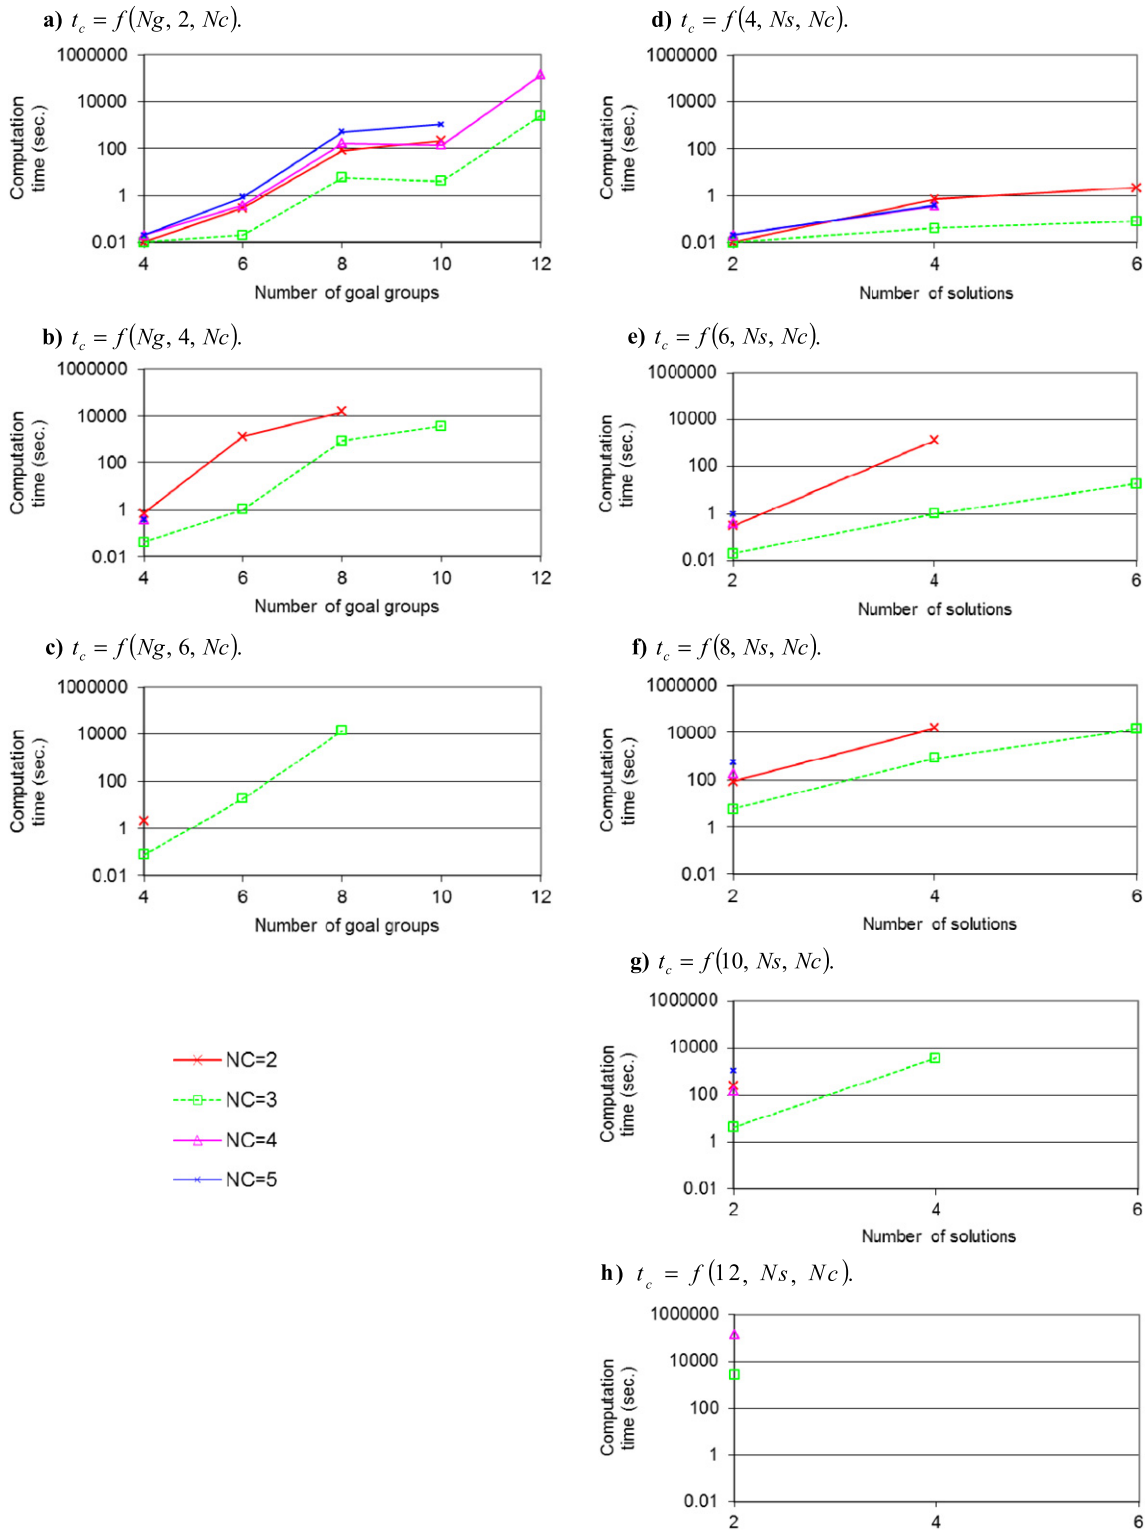 a) t_c = f(Ng, 2, Nc).
1000000
10000
100
1
0.01
Computation
time (sec.)
4 6 8 10 12
Number of goal groups
b) t_c = f(Ng, 4, Nc).
1000000
10000
100
1
0.01
Computation
time (sec.)
4 6 8 10 12
Number of goal groups
c) t_c = f(Ng, 6, Nc).
1000000
10000
100
1
0.01
Computation
time (sec.)
4 6 8 10 12
Number of goal groups
NC=2
NC=3
NC=4
NC=5
d) t_c = f(4, Ns, Nc).
1000000
10000
100
1
0.01
Computation
time (sec.)
2 4 6
Number of solutions
e) t_c = f(6, Ns, Nc).
1000000
10000
100
1
0.01
Computation
time (sec.)
2 4 6
Number of solutions
f) t_c = f(8, Ns, Nc).
1000000
10000
100
1
0.01
Computation
time (sec.)
2 4 6
Number of solutions
g) t_c = f(10, Ns, Nc).
1000000
10000
100
1
0.01
Computation
time (sec.)
2 4 6
Number of solutions
h) t_c = f(12, Ns, Nc).
1000000
10000
100
1
0.01
Computation
time (sec.)
2 4 6